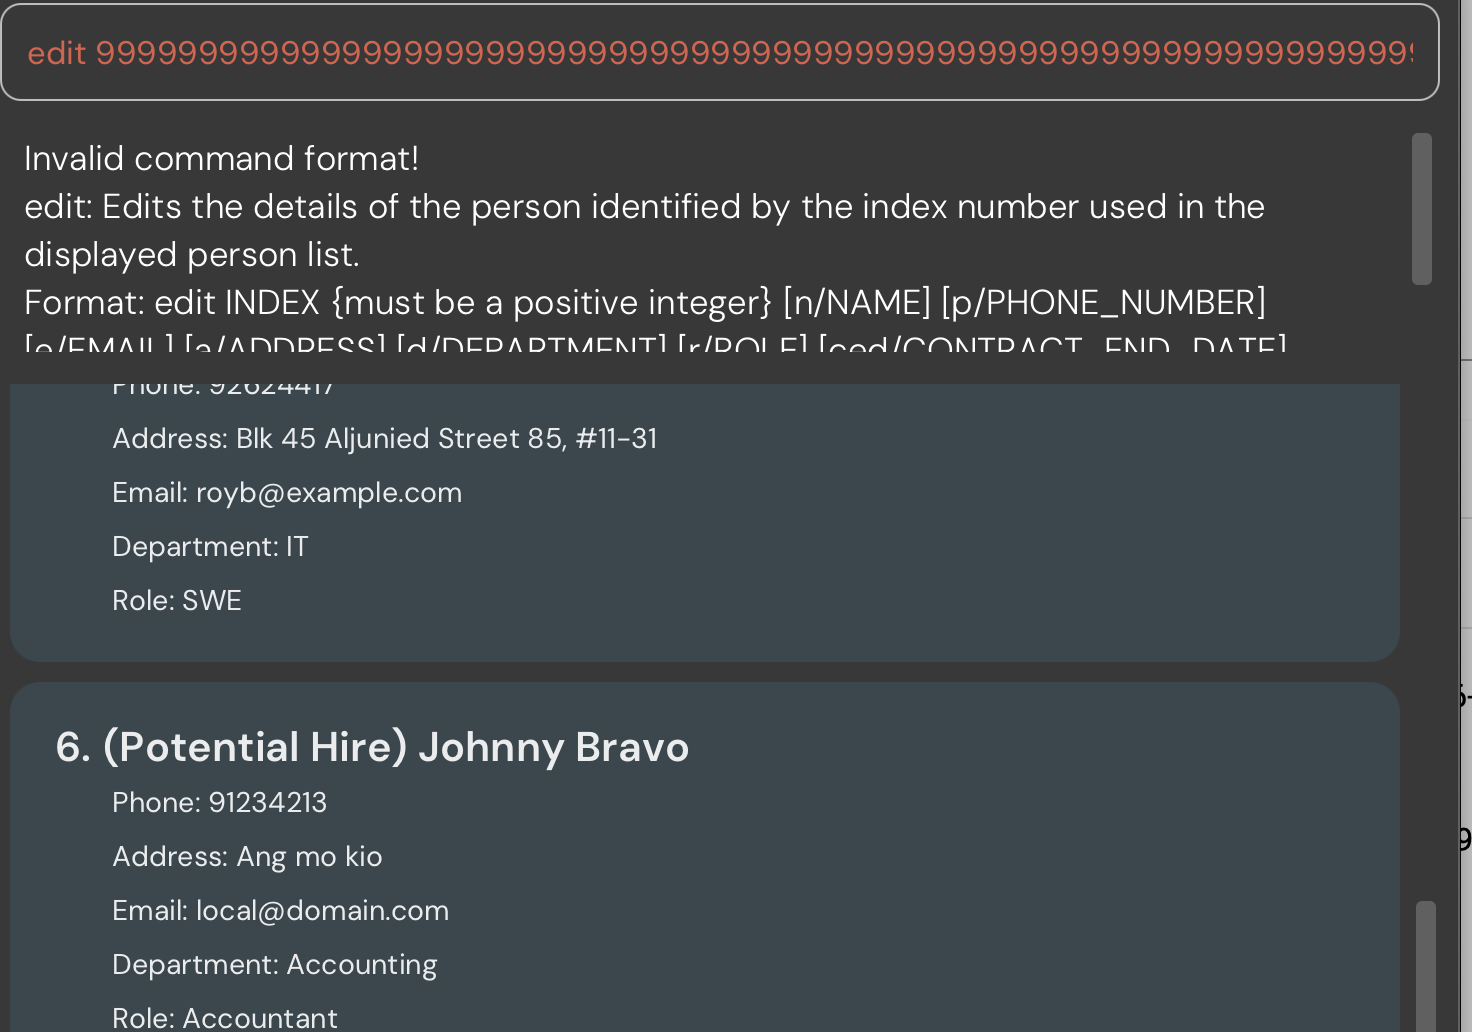 edit 9999999999999999999999999999999999999999999999999999999999999999
Invalid command format!
edit: Edits the details of the person identified by the index number used in the
displayed person list.
Format: edit INDEX {must be a positive integer} [n/NAME] [p/PHONE_NUMBER]
[e/EMAIL] [a/ADDRESS] [d/DEPARTMENT] [r/ROLE] [ced/CONTRACT_END_DATE]
Phone: 92624417
Address: Blk 45 Aljunied Street 85, #11-31
Email: royb@example.com
Department: IT
Role: SWE
6. (Potential Hire) Johnny Bravo
Phone: 91234213
Address: Ang mo kio
Email: local@domain.com
Department: Accounting
Role: Accountant